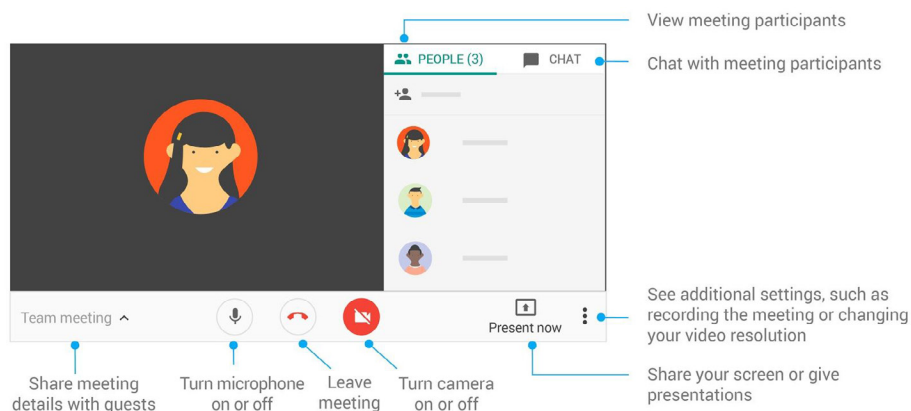 View meeting participants
PEOPLE (3)
CHAT
Chat with meeting participants
Team meeting
Present now
See additional settings, such as
recording the meeting or changing
your video resolution
Share meeting
details with guests
Turn microphone
on or off
Leave
meeting
Turn camera
on or off
Share your screen or give
presentations